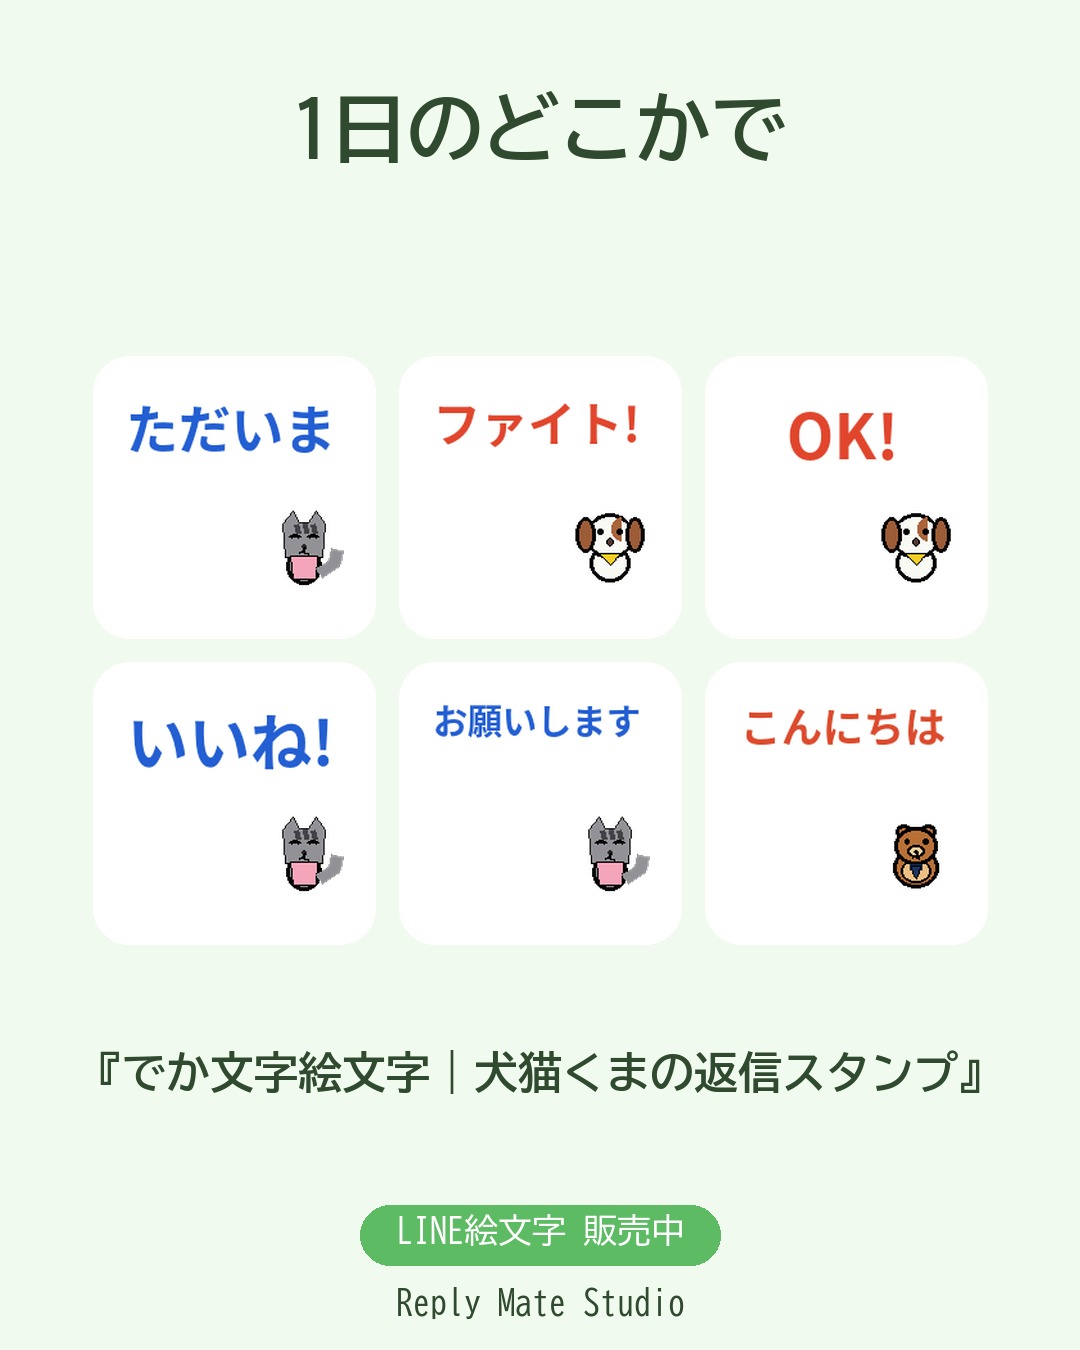 1日のどこかで
ただいま
ファイト!
OK!
いいね!
お願いします
こんにちは
『でか文字絵文字｜犬猫くまの返信スタンプ』
LINE絵文字 販売中
Reply Mate Studio